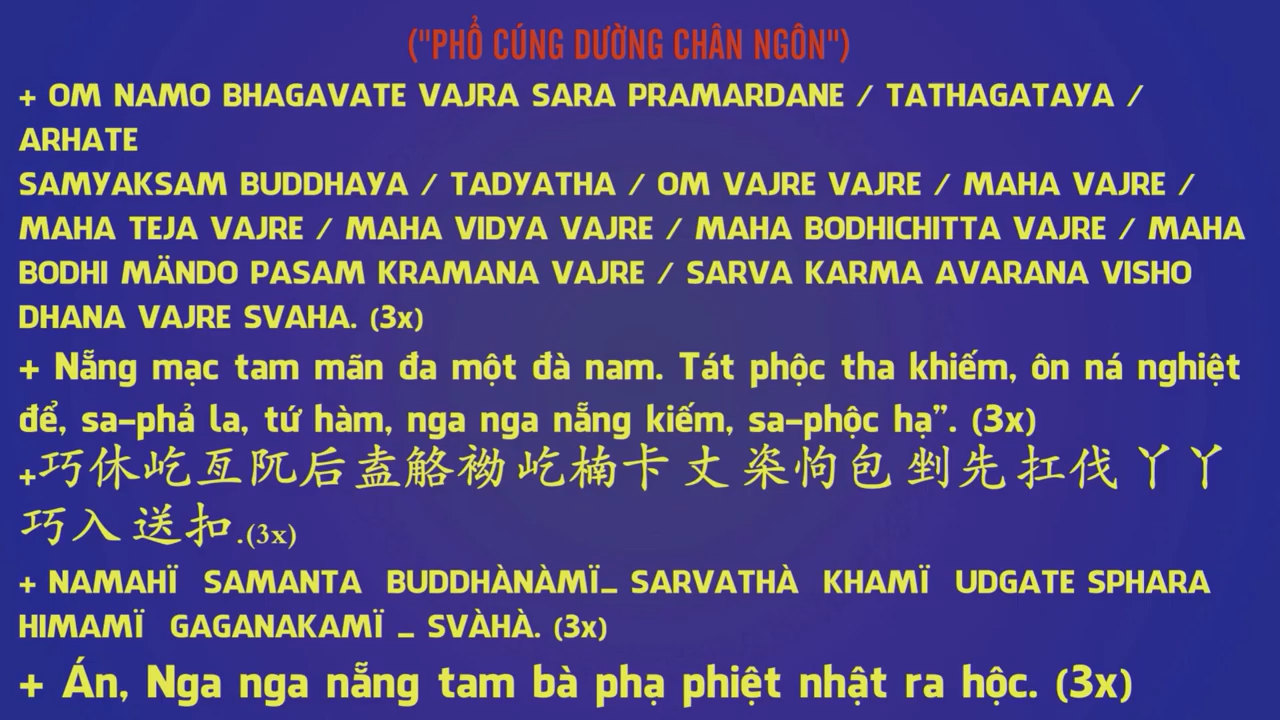 ("PHỔ CÚNG DƯỜNG CHÂN NGÔN")
+ OM NAMO BHAGAVATE VAJRA SARA PRAMARDANE / TATHAGATAYA /
ARHATE
SAMYAKSAM BUDDHAYA / TADYATHA / OM VAJRE VAJRE / MAHA VAJRE /
MAHA TEJA VAJRE / MAHA VIDYA VAJRE / MAHA BODHICHITTA VAJRE / MAHA
BODHI MÄNDO PASAM KRAMANA VAJRE / SARVA KARMA AVARANA VISHO
DHANA VAJRE SVAHA. (3x)
+ Nẵng mạc tam mãn đa một đà nam. Tát phộc tha khiếm, ôn ná nghiệt
để, sa-phả la, tứ hàm, nga nga nẵng kiếm, sa-phộc hạ”. (3x)
+巧休屹亙阢后盍觡袎 屹楠卡 丈 桼怐包 剉先 扛伐 丫丫
巧入 送扣.(3x)
+ NAMAHÏ SAMANTA BUDDHÀNÀMÏ_ SARVATHÀ KHAMÏ UDGATE SPHARA
HIMAMÏ GAGANAKAMÏ _ SVÀHÀ. (3x)
+ Án, Nga nga nẵng tam bà phạ phiệt nhật ra hộc. (3x)